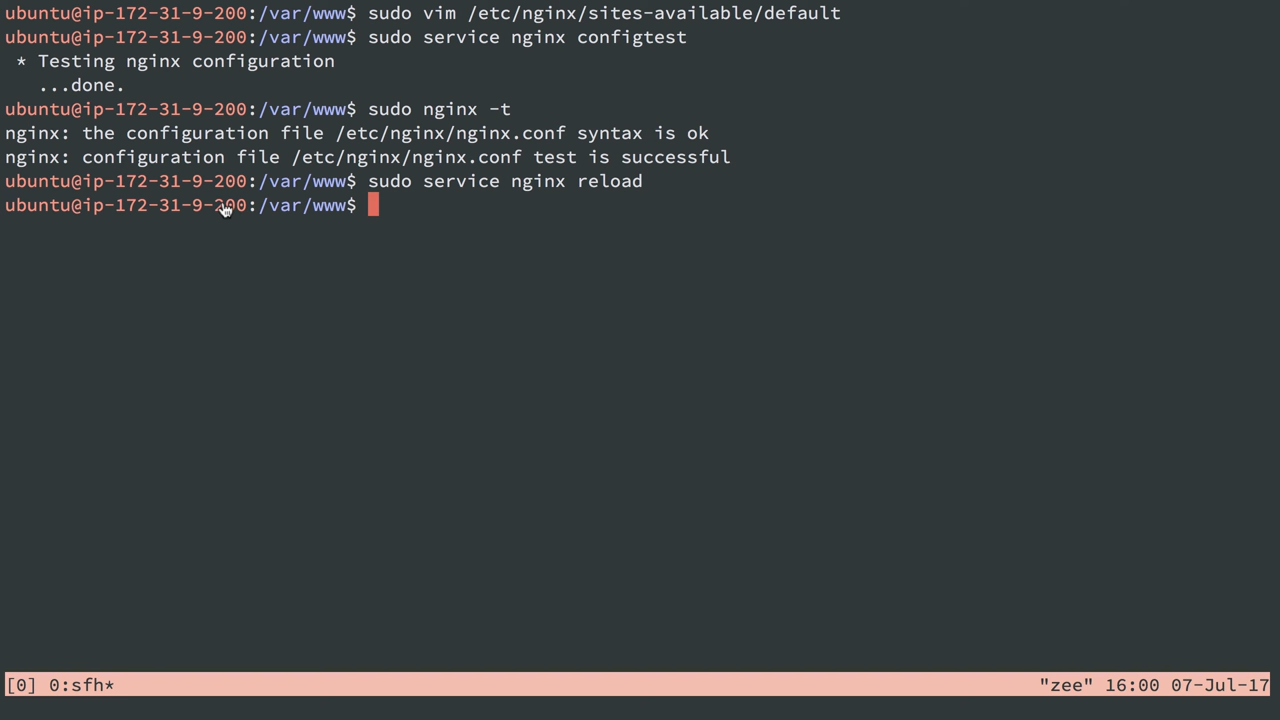 ubuntu@ip-172-31-9-200:/var/www$ sudo vim /etc/nginx/sites-available/default
ubuntu@ip-172-31-9-200:/var/www$ sudo service nginx configtest
 * Testing nginx configuration
   ...done.
ubuntu@ip-172-31-9-200:/var/www$ sudo nginx -t
nginx: the configuration file /etc/nginx/nginx.conf syntax is ok
nginx: configuration file /etc/nginx/nginx.conf test is successful
ubuntu@ip-172-31-9-200:/var/www$ sudo service nginx reload
ubuntu@ip-172-31-9-200:/var/www$
[0] 0:sfh* "zee" 16:00 07-Jul-17